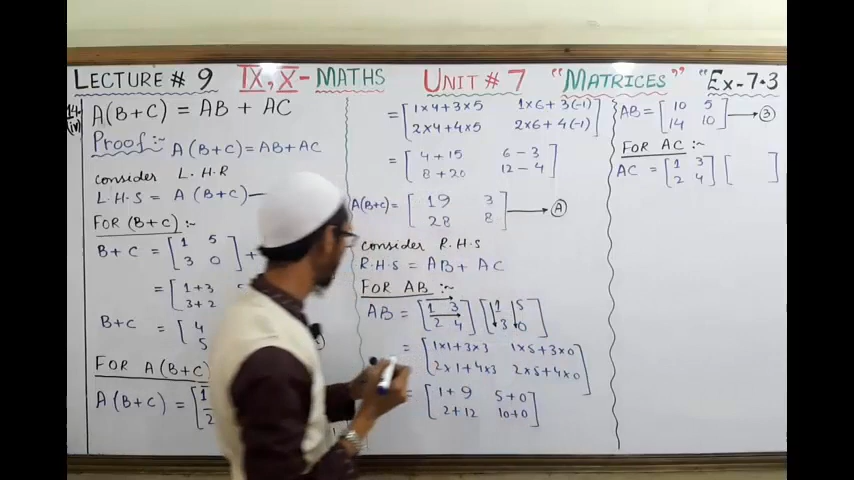 LECTURE # 9 IX, X - MATHS UNIT # 7 "MATRICES" "Ex-7.3
14 (iv) A(B+C) = AB + AC
Proof:- A(B+C)=AB+AC
consider L.H.R
L.H.S = A(B+C)
FOR (B+C):-
B+C = [1 5
3 0] +
= [1+3 5
3+2
B+C = [4
5
FOR A(B+C)
A(B+C) = [1
2
= [1×4+3×5 1×6+3(-1)
2×4+4×5 2×6+4(-1)]
= [4+15 6-3
8+20 12-4]
A(B+C) = [19 3
28 8] → (A)
consider R.H.S
R.H.S = AB + AC
FOR AB:-
AB = [1 3
2 4] [1 5
3 0]
= [1×1+3×3 1×5+3×0
2×1+4×3 2×5+4×0]
= [1+9 5+0
2+12 10+0]
AB = [10 5
14 10] → (3)
FOR AC:-
AC = [1 3
2 4] [ ]